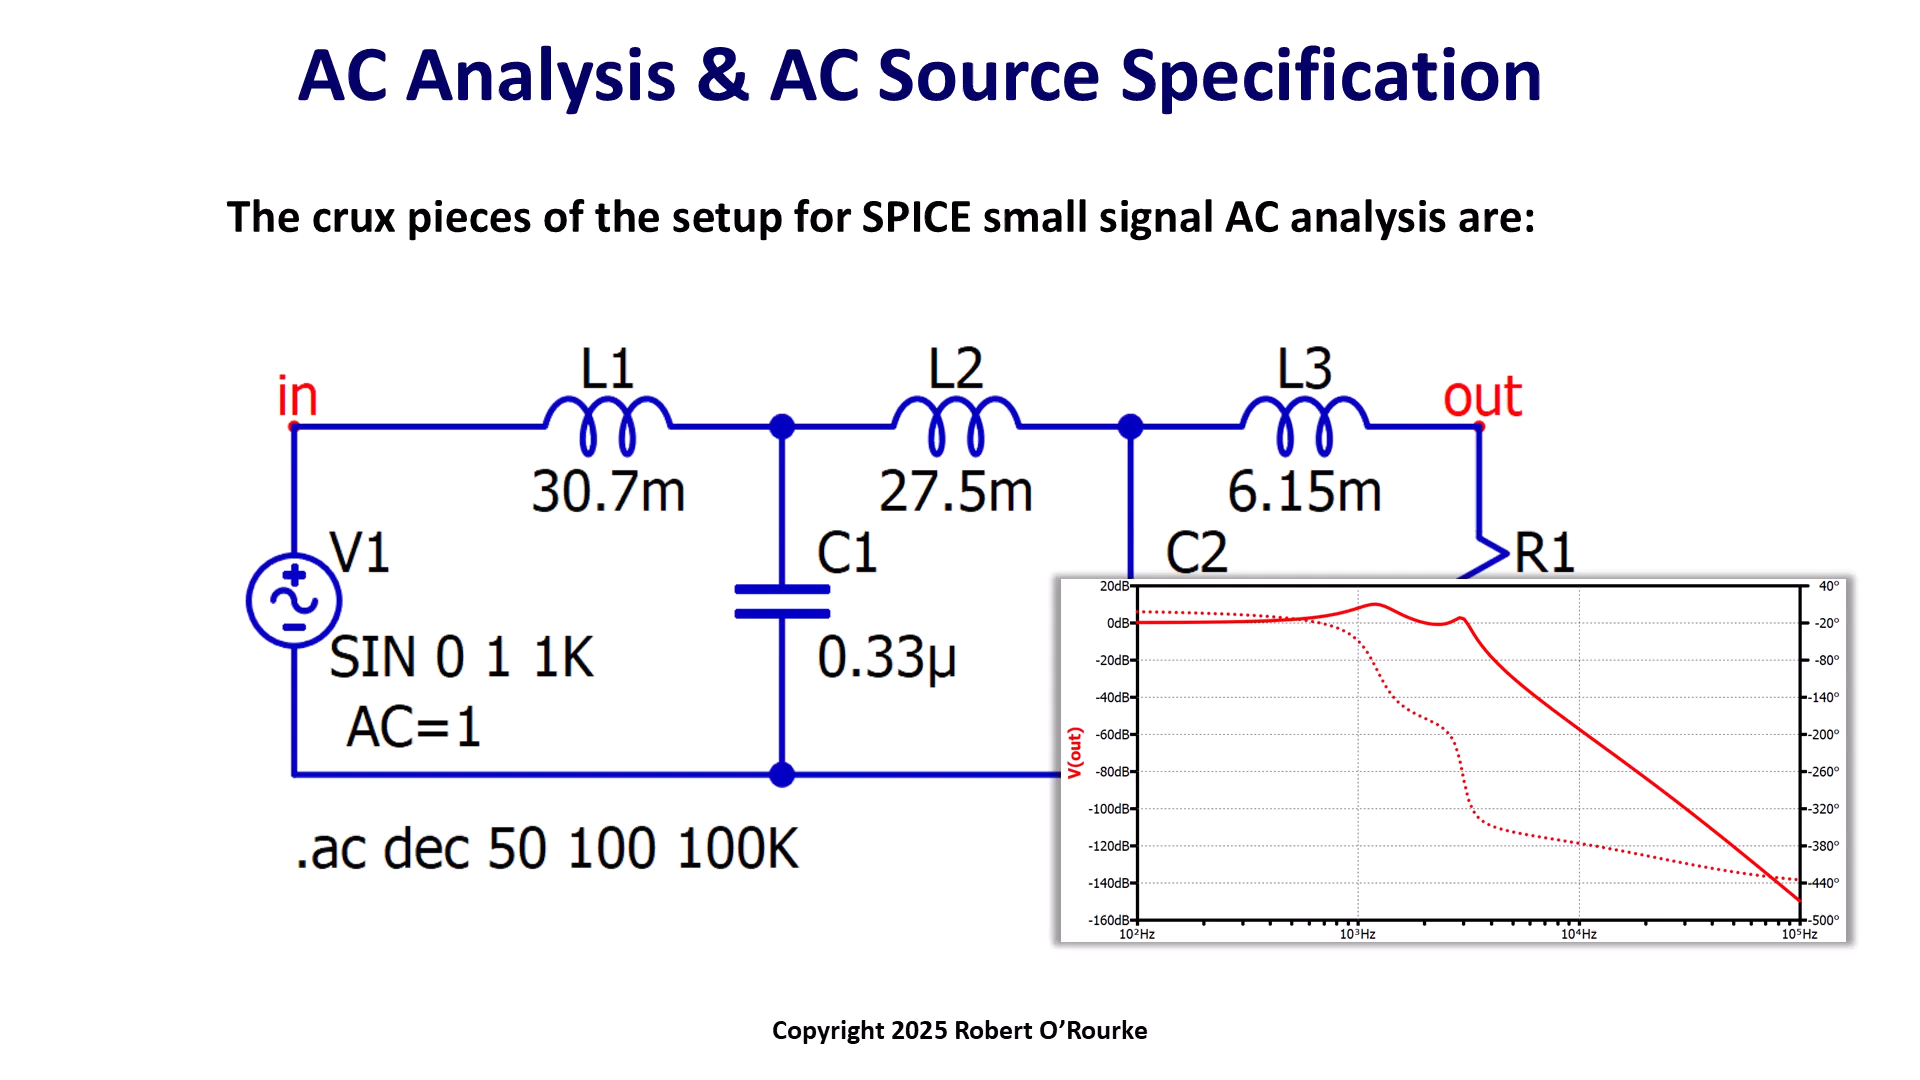 AC Analysis & AC Source Specification
The crux pieces of the setup for SPICE small signal AC analysis are:
L1
L2
L3
in
out
30.7m
27.5m
6.15m
V1
C1
C2
R1
SIN 0 1 1K
0.33µ
AC=1
.ac dec 50 100 100K
V(out)
20dB
0dB
-20dB
-40dB
-60dB
-80dB
-100dB
-120dB
-140dB
-160dB
40°
-20°
-80°
-140°
-200°
-260°
-320°
-380°
-440°
-500°
10²Hz
10³Hz
10⁴Hz
10⁵Hz
Copyright 2025 Robert O’Rourke